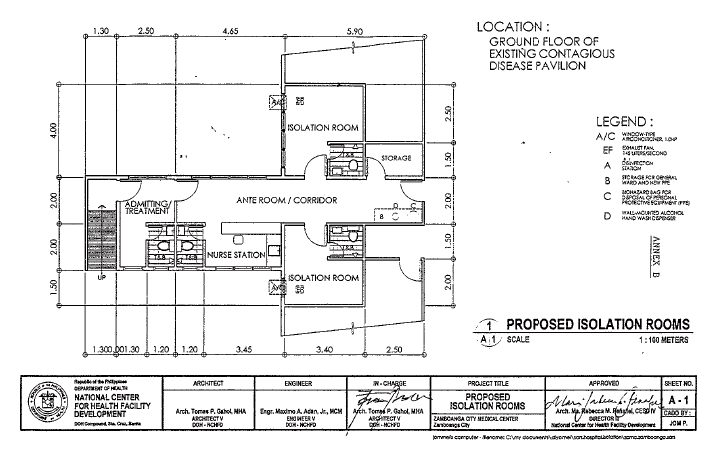 1.30
2.50
4.65
5.90
LOCATION :
GROUND FLOOR OF
EXISTING CONTAGIOUS
DISEASE PAVILION
4.00
2.00
2.00
1.50
2.50
1.50
2.00
1.50
2.00
A/C
EF
ISOLATION ROOM
T&B
STORAGE
LEGEND :
A/C WINDOW-TYPE AIRCONDITIONER, 1.0HP
EF EXHAUST FAN, 145 LITERS/SECOND
A DISINFECTION STATION
B STORAGE FOR GENERAL WARD AND NEW PPE
C BIOHAZARD BAG FOR DISPOSAL OF PERSONAL PROTECTIVE EQUIPMENT (PPE)
D WALL-MOUNTED ALCOHOL HAND WASH DISPENSER
ADMITTING/
TREATMENT
ANTE ROOM / CORRIDOR
D
C
B
C
T&B
T&B
NURSE STATION
T&B
ISOLATION ROOM
A/C
UP
ANNEX B
1.30
0.00
1.30
1.20
1.20
3.45
3.40
2.50
1
A-1
PROPOSED ISOLATION ROOMS
SCALE
1 : 100 METERS
Republic of the Philippines
DEPARTMENT OF HEALTH
NATIONAL CENTER
FOR HEALTH FACILITY
DEVELOPMENT
DOH Compound, Sta. Cruz, Manila
ARCHITECT
Arch. Tomas P. Gahol, MHA
ARCHITECT V
DOH - NCHFD
ENGINEER
Engr. Maximo A. Adan, Jr., MCM
ENGINEER V
DOH - NCHFD
IN - CHARGE
Arch. Tomas P. Gahol, MHA
ARCHITECT V
DOH - NCHFD
PROJECT TITLE
PROPOSED
ISOLATION ROOMS
ZAMBOANGA CITY MEDICAL CENTER
Zamboanga City
APPROVED
Arch. Ma. Rebecca M. Peñafiel, CESO IV
DIRECTOR III
National Center for Health Facility Development
SHEET NO.
A - 1
CADD BY :
JOM P.